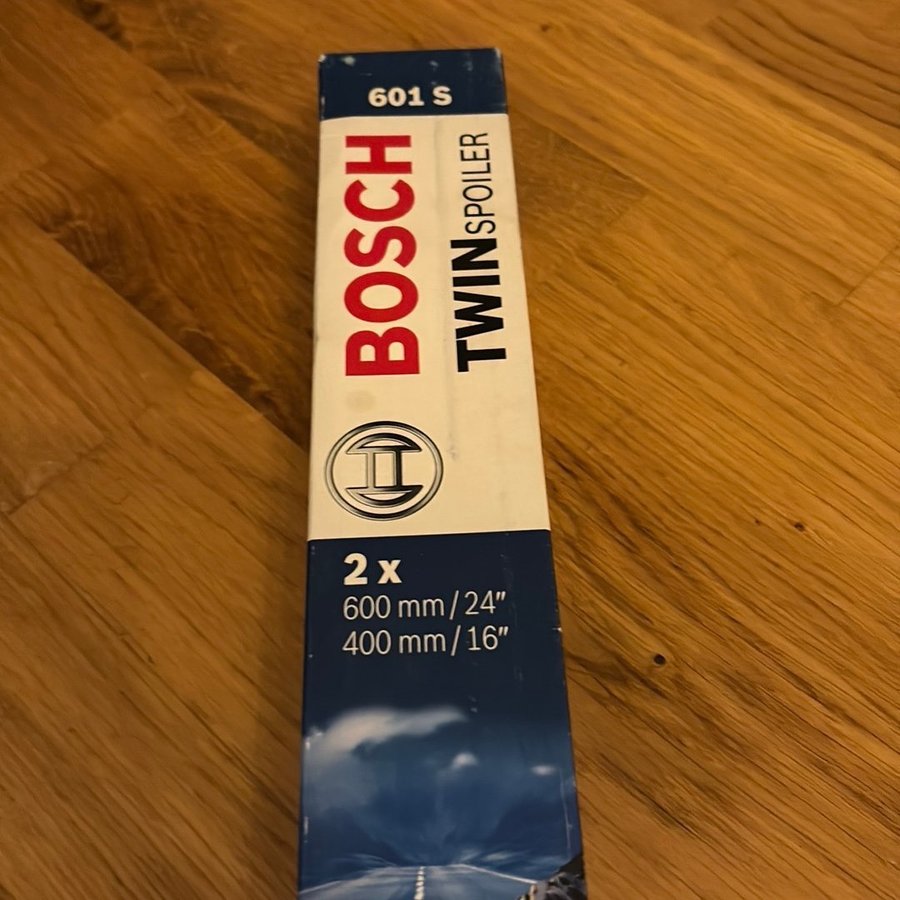 601 S
BOSCH
TWINSPOILER
2 x
600 mm / 24"
400 mm / 16"